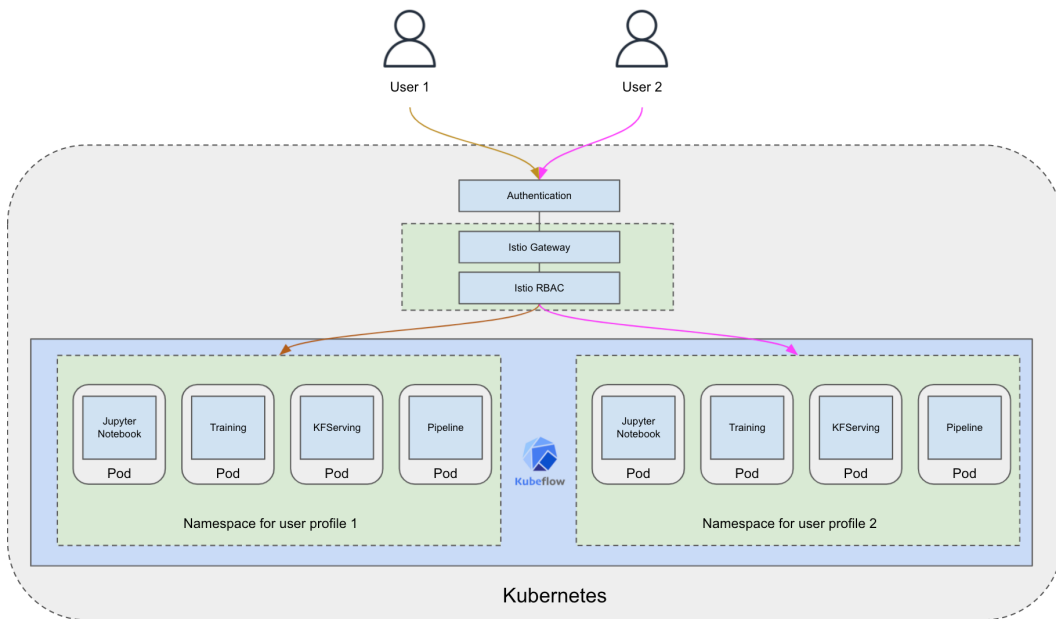 User 1
User 2
Authentication
Istio Gateway
Istio RBAC
Jupyter
Notebook
Pod
Training
Pod
KFServing
Pod
Pipeline
Pod
Namespace for user profile 1
Kubeflow
Jupyter
Notebook
Pod
Training
Pod
KFServing
Pod
Pipeline
Pod
Namespace for user profile 2
Kubernetes